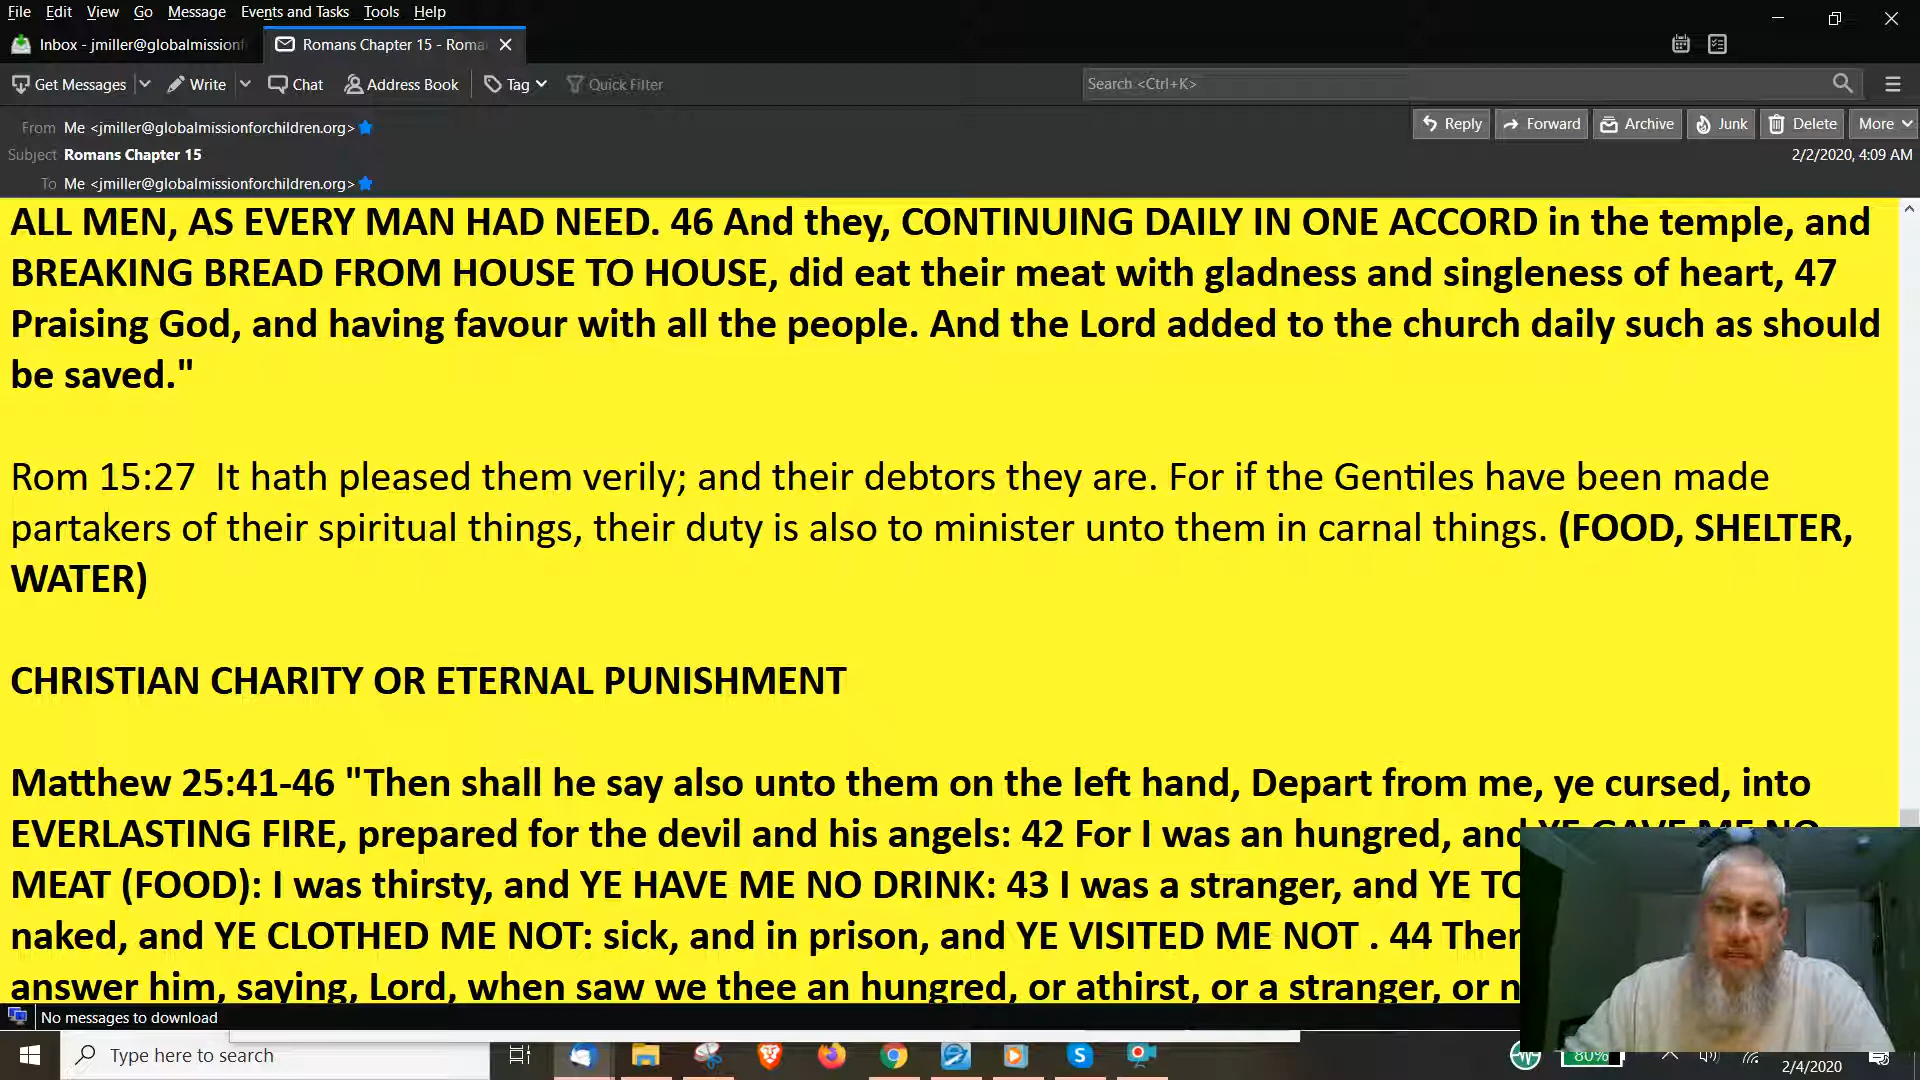 File Edit View Go Message Events and Tasks Tools Help
Inbox - jmiller@globalmission
Romans Chapter 15 - Roma
Get Messages Write Chat Address Book Tag Quick Filter Search <Ctrl+K>
From Me <jmiller@globalmissionforchildren.org>
Reply Forward Archive Junk Delete More
Subject Romans Chapter 15
2/2/2020, 4:09 AM
To Me <jmiller@globalmissionforchildren.org>
ALL MEN, AS EVERY MAN HAD NEED. 46 And they, CONTINUING DAILY IN ONE ACCORD in the temple, and
BREAKING BREAD FROM HOUSE TO HOUSE, did eat their meat with gladness and singleness of heart, 47
Praising God, and having favour with all the people. And the Lord added to the church daily such as should
be saved."
Rom 15:27 It hath pleased them verily; and their debtors they are. For if the Gentiles have been made
partakers of their spiritual things, their duty is also to minister unto them in carnal things. (FOOD, SHELTER,
WATER)
CHRISTIAN CHARITY OR ETERNAL PUNISHMENT
Matthew 25:41-46 "Then shall he say also unto them on the left hand, Depart from me, ye cursed, into
EVERLASTING FIRE, prepared for the devil and his angels: 42 For I was an hungred, and YE GAVE ME NO
MEAT (FOOD): I was thirsty, and YE HAVE ME NO DRINK: 43 I was a stranger, and YE TO
naked, and YE CLOTHED ME NOT: sick, and in prison, and YE VISITED ME NOT . 44 Then
answer him, saying, Lord, when saw we thee an hungred, or athirst, or a stranger, or n
No messages to download
Type here to search
80%
2/4/2020